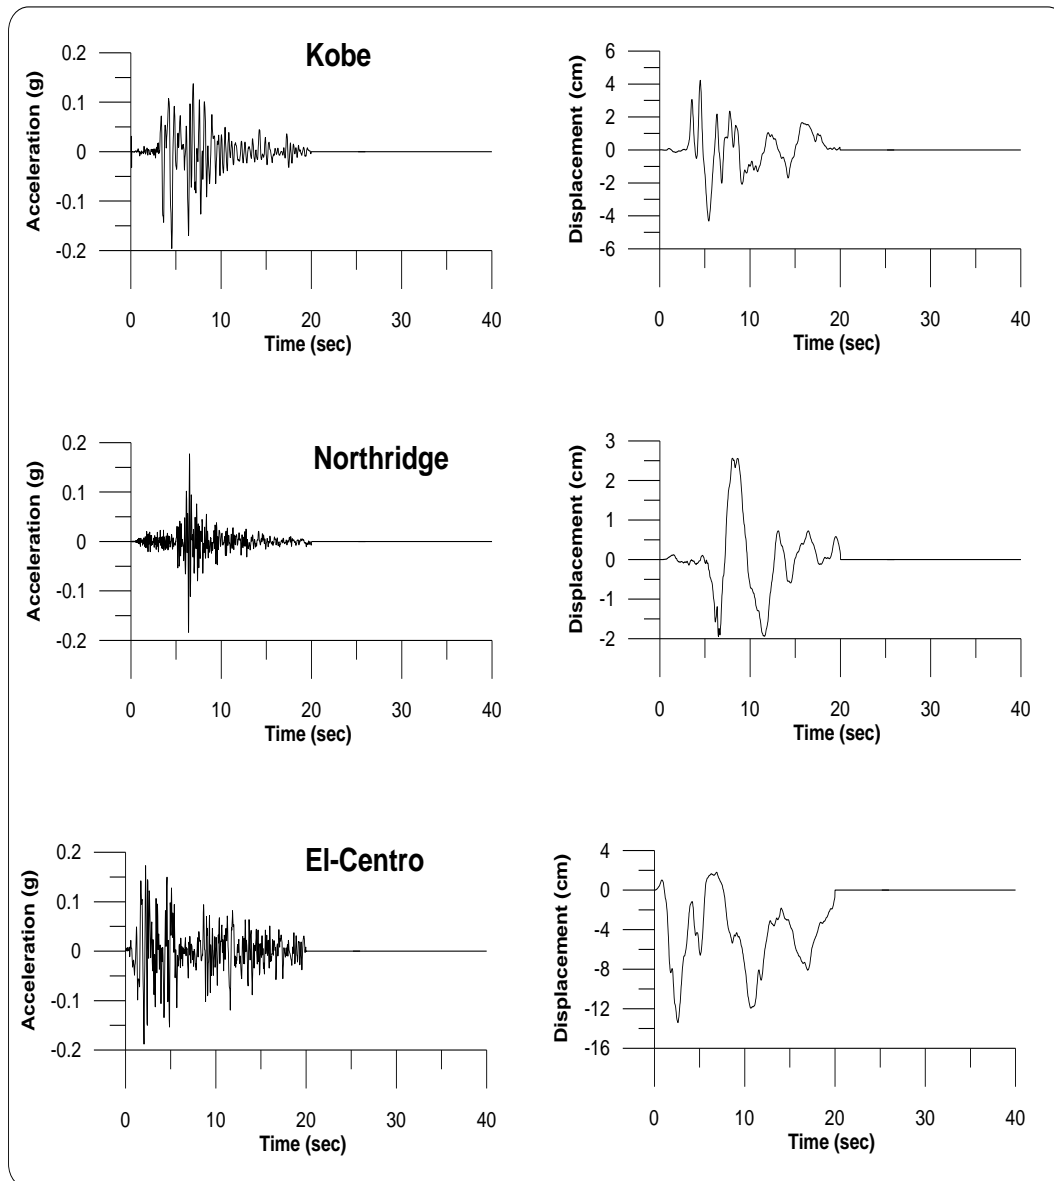 Kobe
Acceleration (g)
0.2
0.1
0
-0.1
-0.2
0 10 20 30 40
Time (sec)
Displacement (cm)
6
4
2
0
-2
-4
-6
0 10 20 30 40
Time (sec)
Northridge
Acceleration (g)
0.2
0.1
0
-0.1
-0.2
0 10 20 30 40
Time (sec)
Displacement (cm)
3
2
1
0
-1
-2
0 10 20 30 40
Time (sec)
El-Centro
Acceleration (g)
0.2
0.1
0
-0.1
-0.2
0 10 20 30 40
Time (sec)
Displacement (cm)
4
0
-4
-8
-12
-16
0 10 20 30 40
Time (sec)